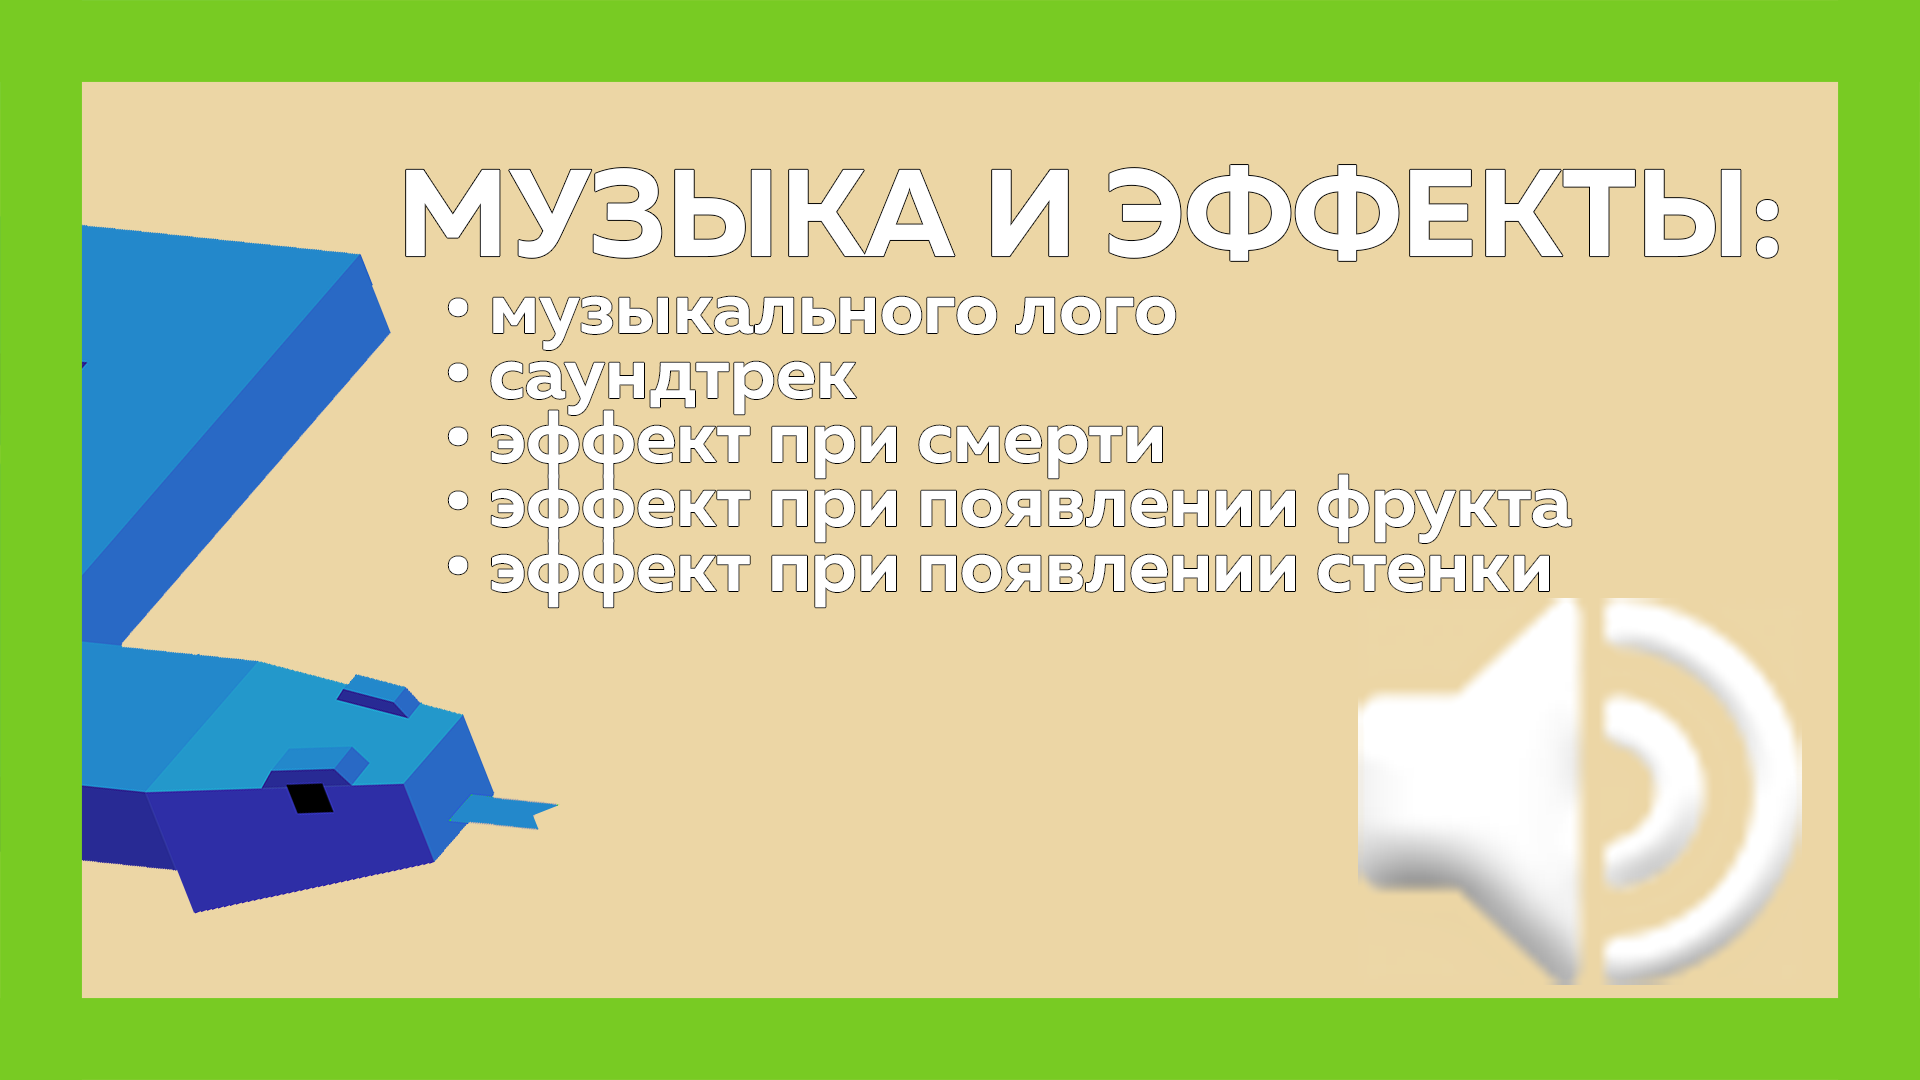 МУЗЫКА И ЭФФЕКТЫ:
• музыкального лого
• саундтрек
• эффект при смерти
• эффект при появлении фрукта
• эффект при появлении стенки